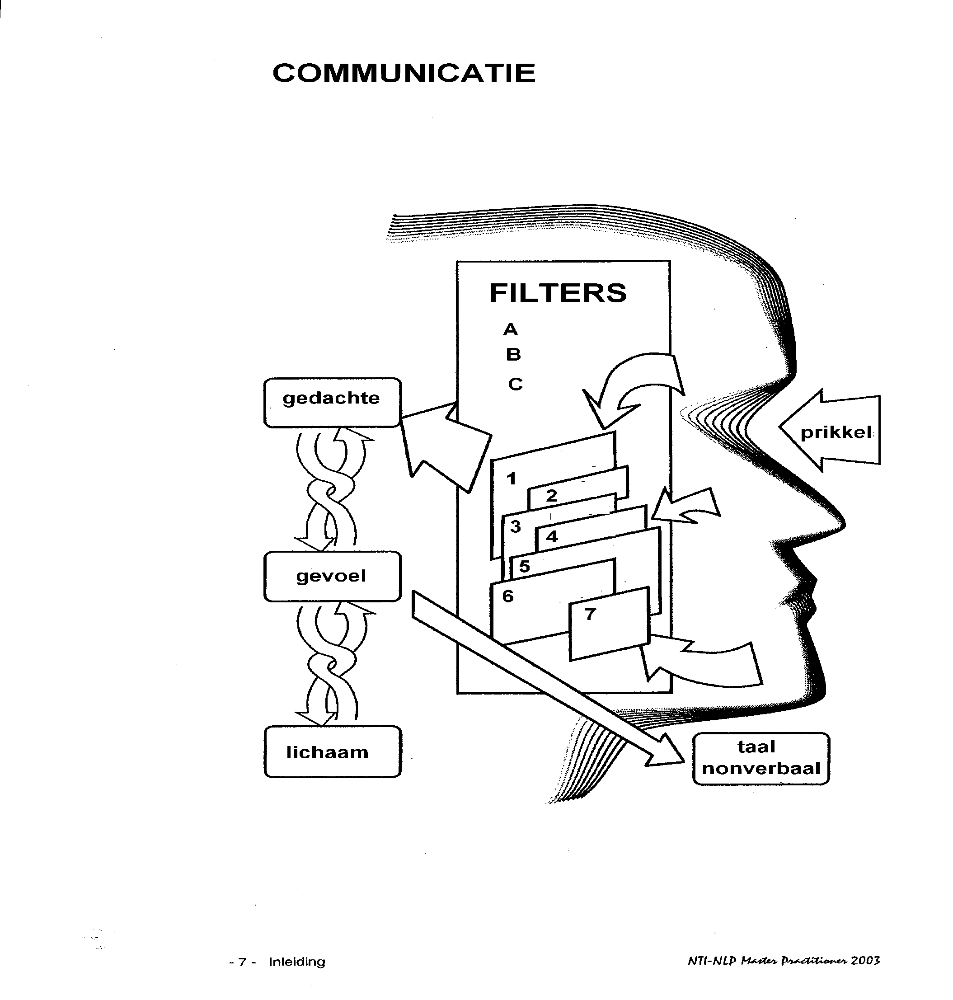 COMMUNICATIE
FILTERS
A
B
C
gedachte
prikkel
1
2
3
4
5
6
7
gevoel
lichaam
taal
nonverbaal
- 7 - Inleiding
NTI-NLP Master Practitioner 2003